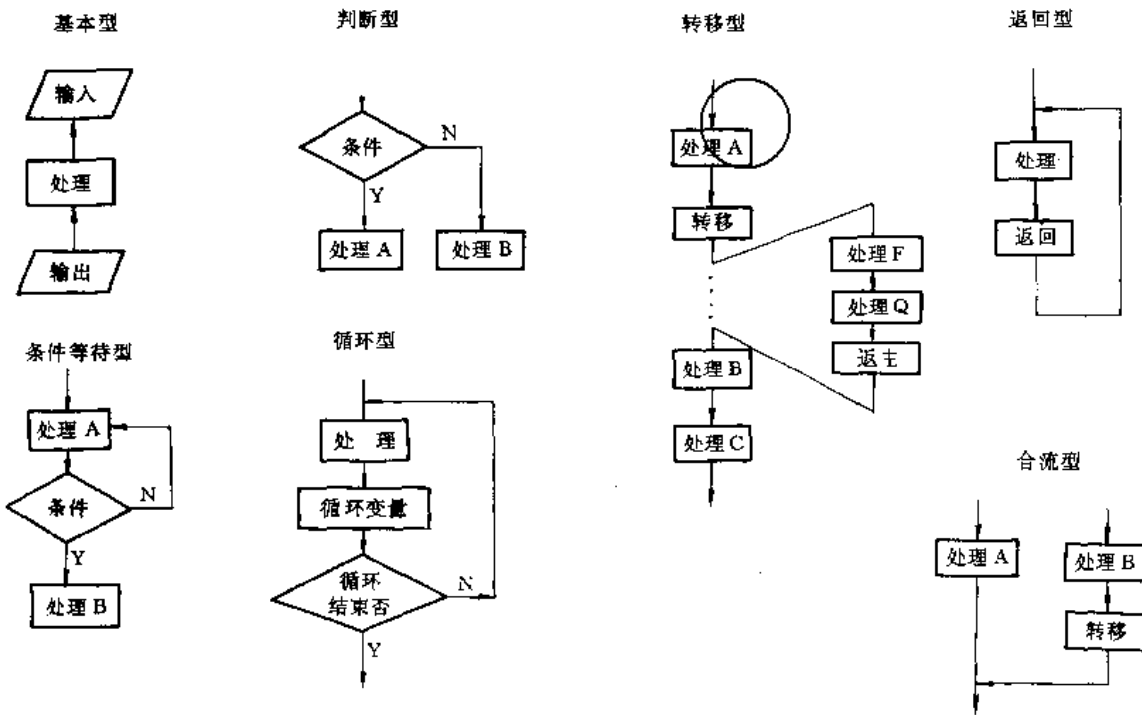 基本型
输入
处理
输出
判断型
条件
N
Y
处理 A
处理 B
转移型
处理 A
转移
处理 F
处理 Q
返主
处理 B
处理 C
返回型
处理
返回
条件等待型
处理 A
条件
N
Y
处理 B
循环型
处 理
循环变量
循环
结束否
N
Y
合流型
处理 A
处理 B
转移